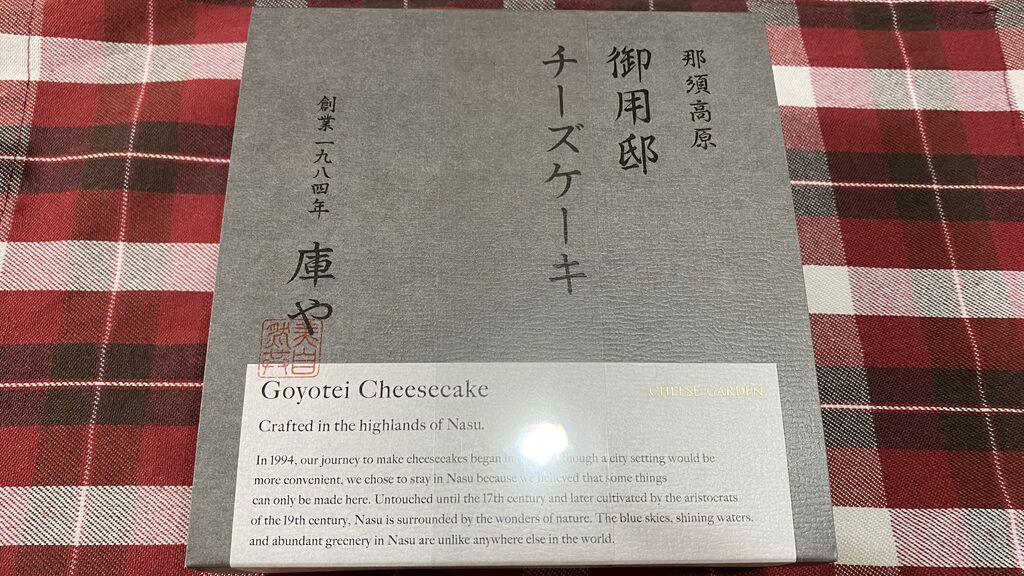 那須高原
御用邸
チーズケーキ
創業一九八四年 庫や
Goyotei Cheesecake
CHEESE GARDEN
Crafted in the highlands of Nasu.
In 1994, our journey to make cheesecakes began in though a city setting would be
more convenient, we chose to stay in Nasu because we believed that some things
can only be made here. Untouched until the 17th century and later cultivated by the aristocrats
of the 19th century, Nasu is surrounded by the wonders of nature. The blue skies, shining waters,
and abundant greenery in Nasu are unlike anywhere else in the world.